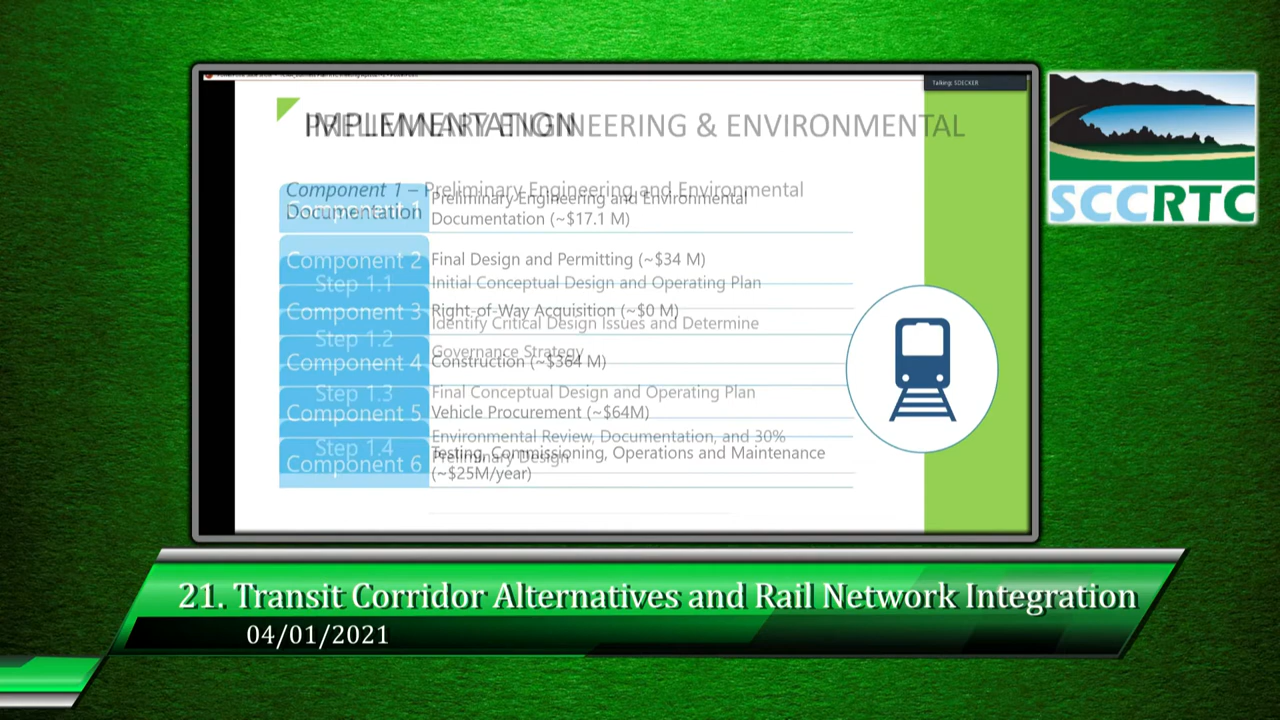 Talking: SDECKER
IMPLEMENTATION
PRELIMINARY ENGINEERING & ENVIRONMENTAL
Component 1 – Preliminary Engineering and Environmental
Documentation
Component 1
Preliminary Engineering and Environmental
Documentation (~$17.1 M)
Component 2
Final Design and Permitting (~$34 M)
Step 1.1
Initial Conceptual Design and Operating Plan
Component 3
Right-of-Way Acquisition (~$0 M)
Step 1.2
Identify Critical Design Issues and Determine
Governance Strategy
Component 4
Construction (~$364 M)
Step 1.3
Final Conceptual Design and Operating Plan
Component 5
Vehicle Procurement (~$64M)
Step 1.4
Environmental Review, Documentation, and 30%
Preliminary Design
Component 6
Testing, Commissioning, Operations and Maintenance
(~$25M/year)
SCCRTC
21. Transit Corridor Alternatives and Rail Network Integration
04/01/2021